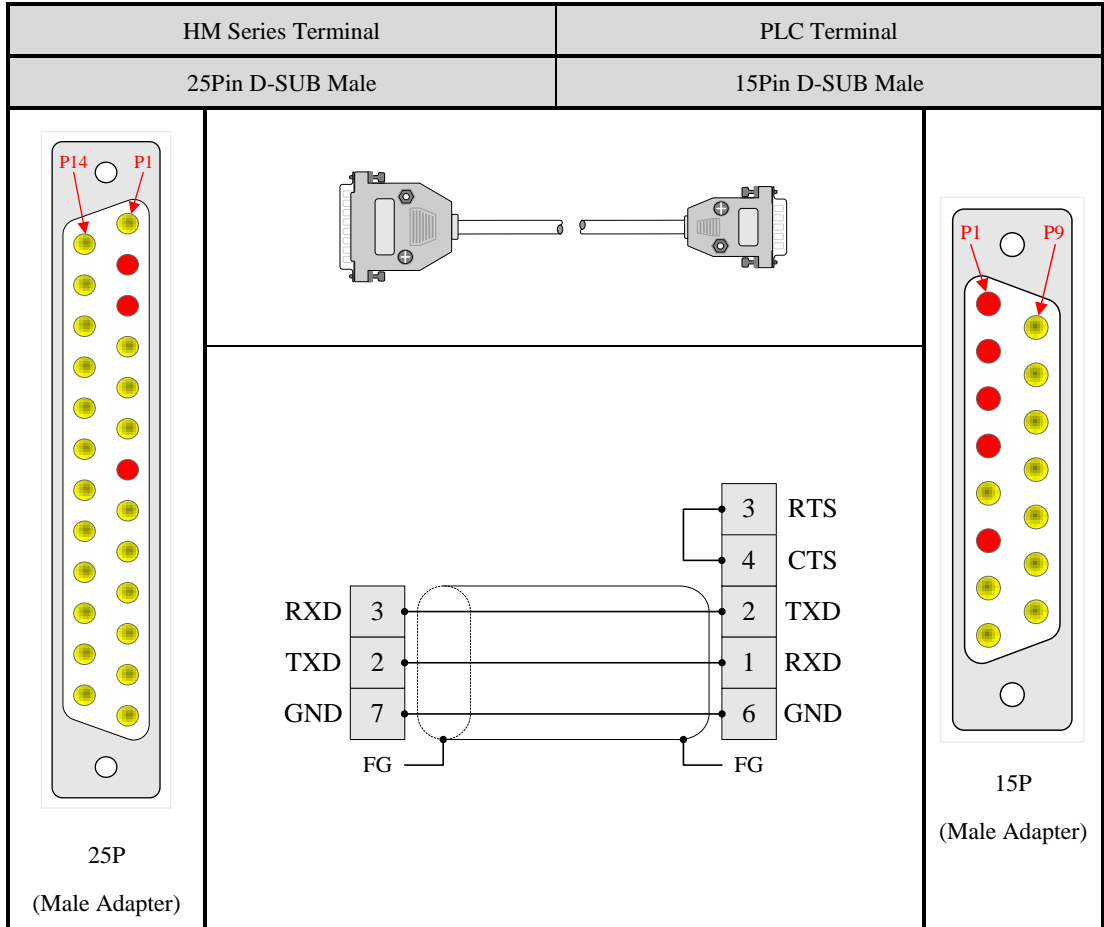 HM Series Terminal
PLC Terminal
25Pin D-SUB Male
15Pin D-SUB Male
P14 P1
P1 P9
3 RTS
4 CTS
RXD 3 2 TXD
TXD 2 1 RXD
GND 7 6 GND
FG FG
25P
(Male Adapter)
15P
(Male Adapter)